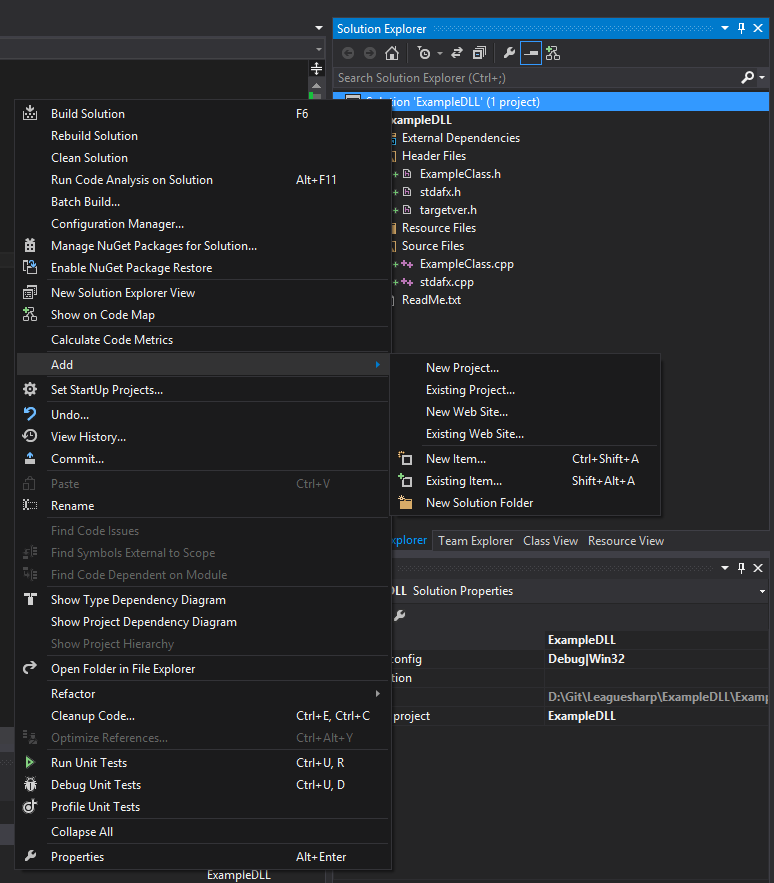 Solution Explorer
Search Solution Explorer (Ctrl+;)
Solution 'ExampleDLL' (1 project)
xampleDLL
External Dependencies
Header Files
ExampleClass.h
stdafx.h
targetver.h
Resource Files
Source Files
ExampleClass.cpp
stdafx.cpp
ReadMe.txt
Build Solution F6
Rebuild Solution
Clean Solution
Run Code Analysis on Solution Alt+F11
Batch Build...
Configuration Manager...
Manage NuGet Packages for Solution...
Enable NuGet Package Restore
New Solution Explorer View
Show on Code Map
Calculate Code Metrics
Add
Set StartUp Projects...
Undo...
View History...
Commit...
Paste Ctrl+V
Rename
Find Code Issues
Find Symbols External to Scope
Find Code Dependent on Module
Show Type Dependency Diagram
Show Project Dependency Diagram
Show Project Hierarchy
Open Folder in File Explorer
Refactor
Cleanup Code... Ctrl+E, Ctrl+C
Optimize References... Ctrl+Alt+Y
Run Unit Tests Ctrl+U, R
Debug Unit Tests Ctrl+U, D
Profile Unit Tests
Collapse All
Properties Alt+Enter
ExampleDLL
New Project...
Existing Project...
New Web Site...
Existing Web Site...
New Item... Ctrl+Shift+A
Existing Item... Shift+Alt+A
New Solution Folder
xplorer Team Explorer Class View Resource View
DLL Solution Properties
ExampleDLL
config Debug|Win32
tion
D:\Git\Leaguesharp\ExampleDLL\Examp
project ExampleDLL